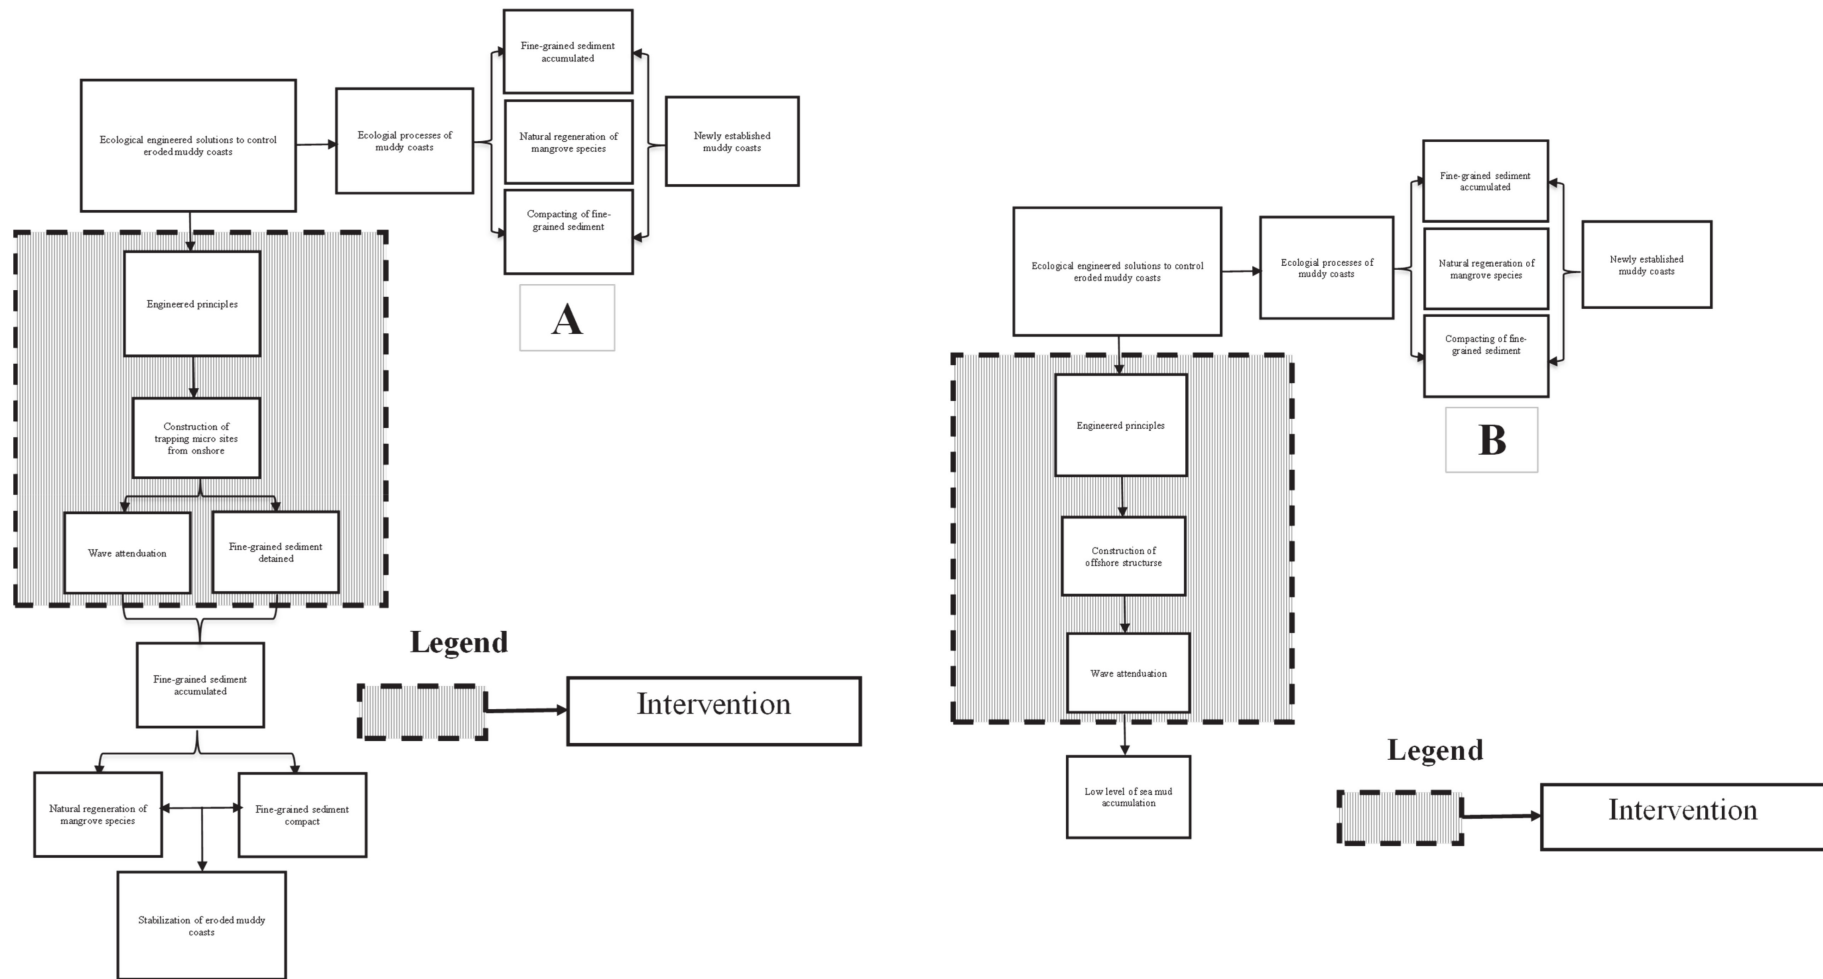 Fine-grained sediment
accumulated
Ecological engineered solutions to control
eroded muddy coasts
Ecologial processes of
muddy coasts
Natural regeneration of
mangrove species
Newly established
muddy coasts
Compacting of fine-
grained sediment
A
Engineered principles
Construction of
trapping micro sites
from onshore
Wave attenduation
Fine-grained sediment
detained
Fine-grained sediment
accumulated
Natural regeneration of
mangrove species
Fine-grained sediment
compact
Stabilization of eroded muddy
coasts
Legend
Intervention
Fine-grained sediment
accumulated
Ecological engineered solutions to control
eroded muddy coasts
Ecologial processes of
muddy coasts
Natural regeneration of
mangrove species
Newly established
muddy coasts
Compacting of fine-
grained sediment
B
Engineered principles
Construction of
offshore structurse
Wave attenduation
Low level of sea mud
accumulation
Legend
Intervention